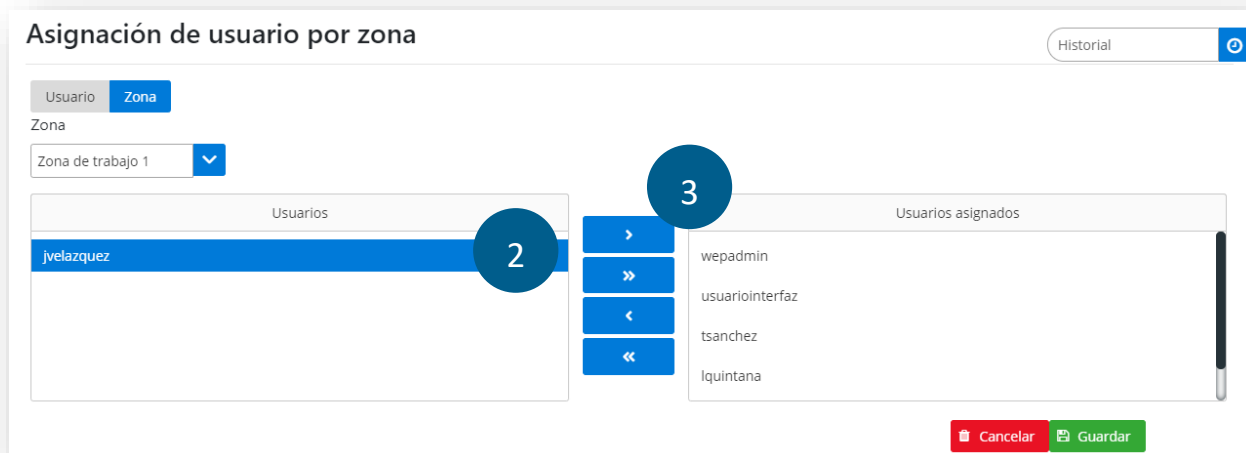 Asignación de usuario por zona
Historial
Usuario Zona
Zona
Zona de trabajo 1
3
Usuarios
Usuarios asignados
2
jvelazquez
wepadmin
usuariointerfaz
tsanchez
lquintana
Cancelar Guardar